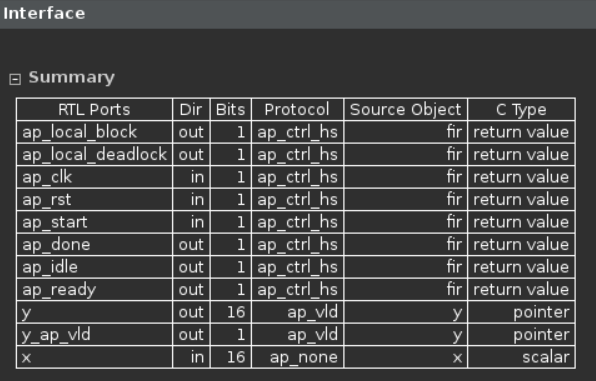 Interface
Summary
RTL Ports Dir Bits Protocol Source Object C Type
ap_local_block out 1 ap_ctrl_hs fir return value
ap_local_deadlock out 1 ap_ctrl_hs fir return value
ap_clk in 1 ap_ctrl_hs fir return value
ap_rst in 1 ap_ctrl_hs fir return value
ap_start in 1 ap_ctrl_hs fir return value
ap_done out 1 ap_ctrl_hs fir return value
ap_idle out 1 ap_ctrl_hs fir return value
ap_ready out 1 ap_ctrl_hs fir return value
y out 16 ap_vld y pointer
y_ap_vld out 1 ap_vld y pointer
x in 16 ap_none x scalar